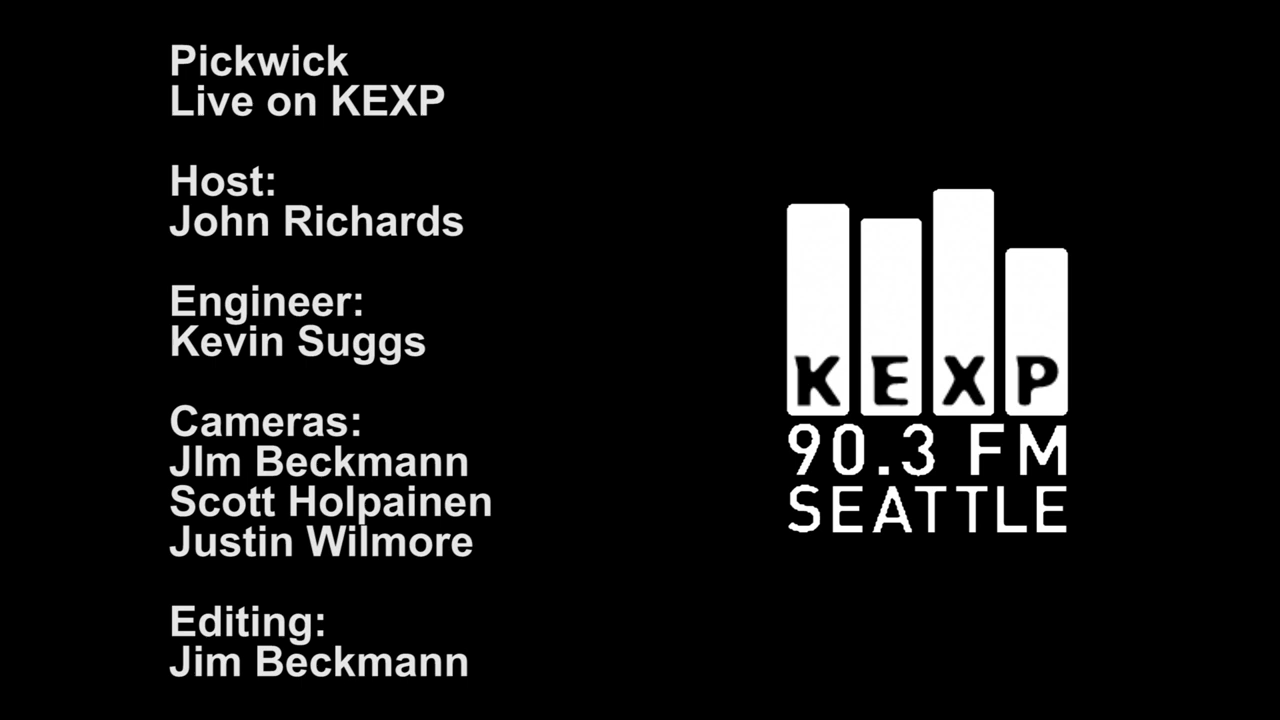 Pickwick
Live on KEXP
Host:
John Richards
Engineer:
Kevin Suggs
Cameras:
JIm Beckmann
Scott Holpainen
Justin Wilmore
Editing:
Jim Beckmann
KEXP
90.3 FM
SEATTLE